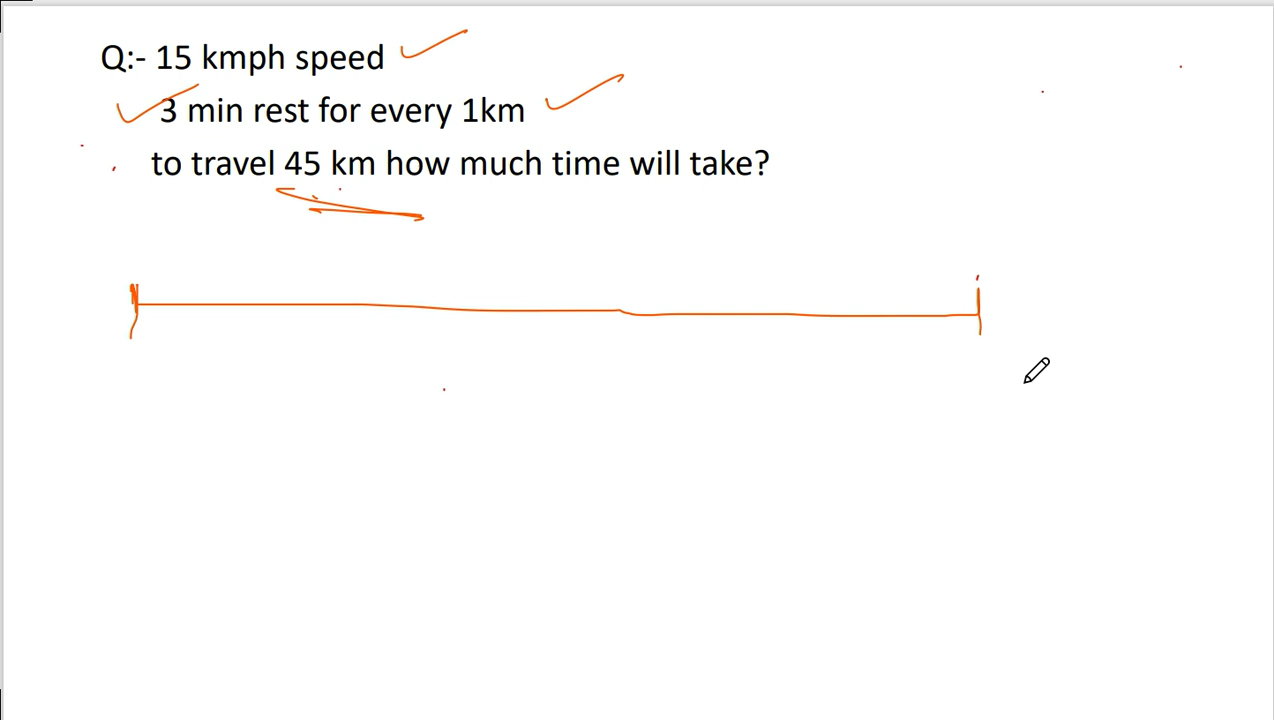 Q:- 15 kmph speed
3 min rest for every 1km
to travel 45 km how much time will take?